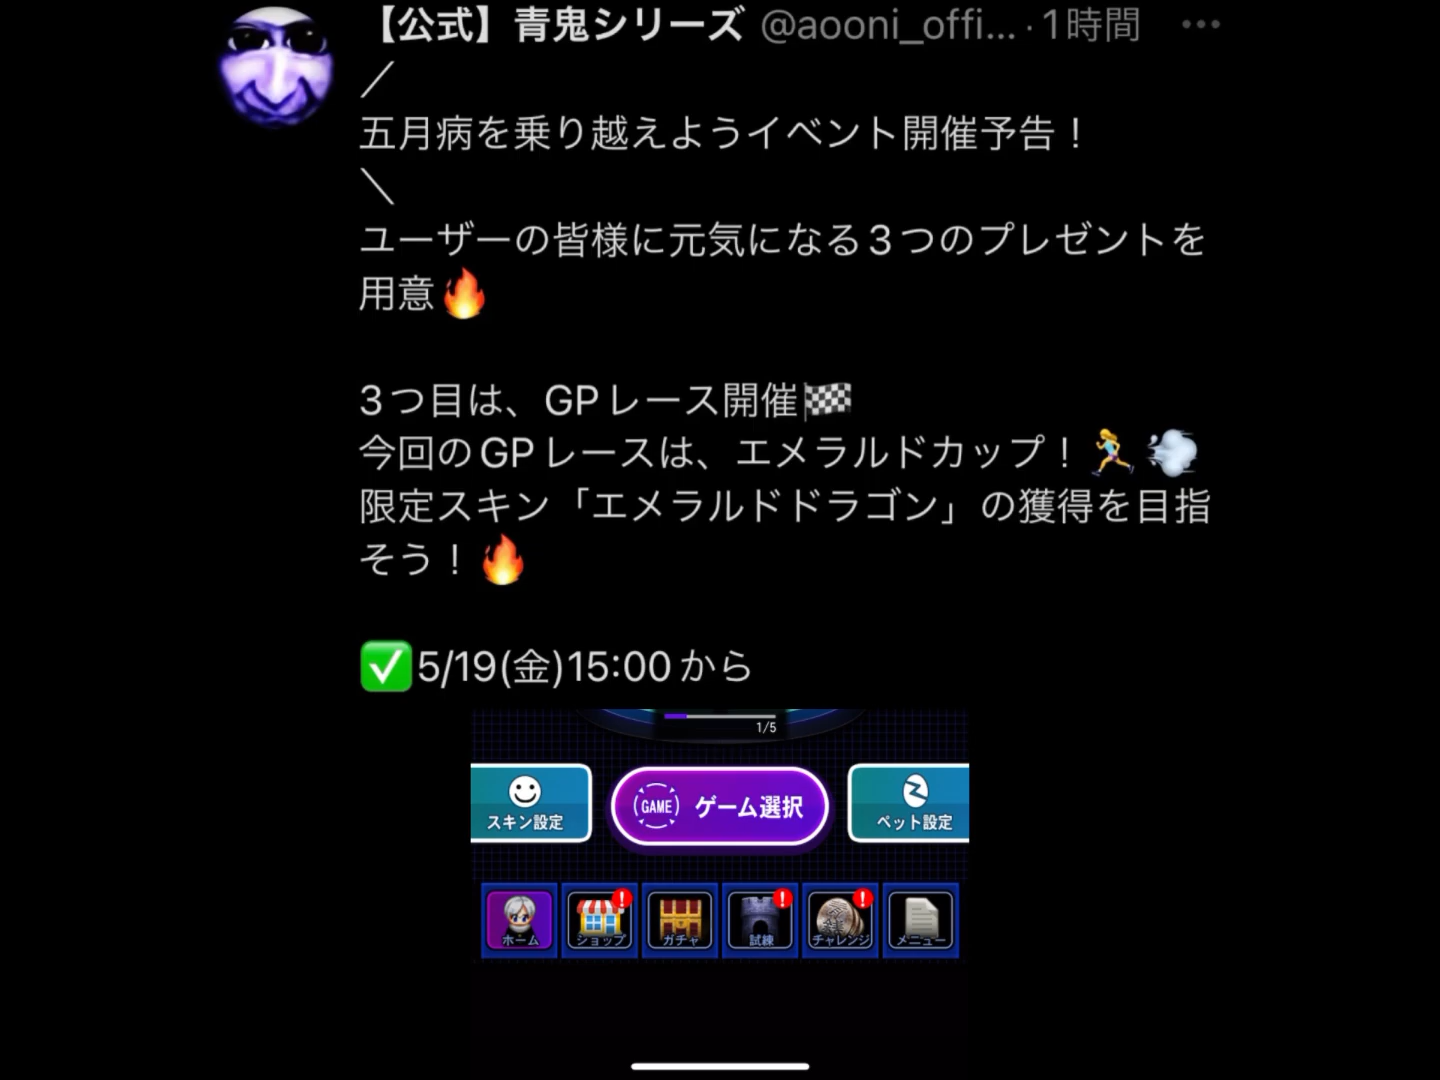 【公式】青鬼シリーズ @aooni_offi... · 1時間 •••
／
五月病を乗り越えようイベント開催予告！
＼
ユーザーの皆様に元気になる3つのプレゼントを
用意🔥
3つ目は、GPレース開催🏁
今回のGPレースは、エメラルドカップ！🏃‍♀️💨
限定スキン「エメラルドドラゴン」の獲得を目指
そう！🔥
✅5/19(金)15:00から
1/5
スキン設定
GAME ゲーム選択
ペット設定
ホーム
ショップ
ガチャ
試練
チャレンジ
メニュー